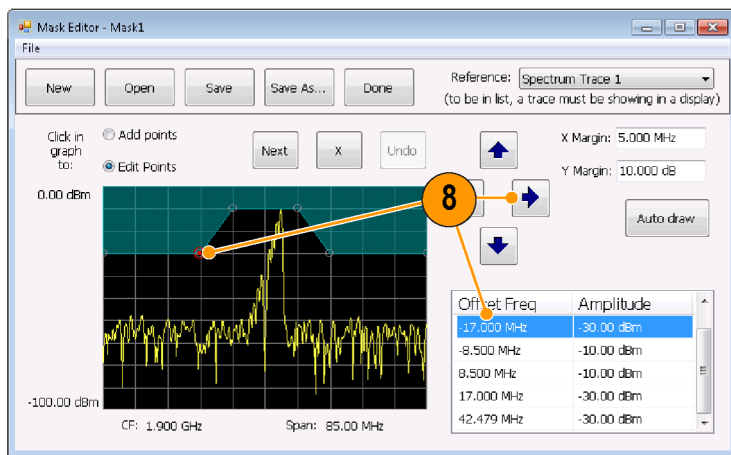 Mask Editor - Mask1
File
New Open Save Save As... Done
Reference: Spectrum Trace 1
(to be in list, a trace must be showing in a display)
Click in graph to:
Add points
Edit Points
Next X Undo
X Margin: 5.000 MHz
Y Margin: 10.000 dB
Auto draw
8
0.00 dBm
-100.00 dBm
CF: 1.900 GHz Span: 85.00 MHz
Offset Freq Amplitude
-17.000 MHz -30.00 dBm
-8.500 MHz -10.00 dBm
8.500 MHz -10.00 dBm
17.000 MHz -30.00 dBm
42.479 MHz -30.00 dBm